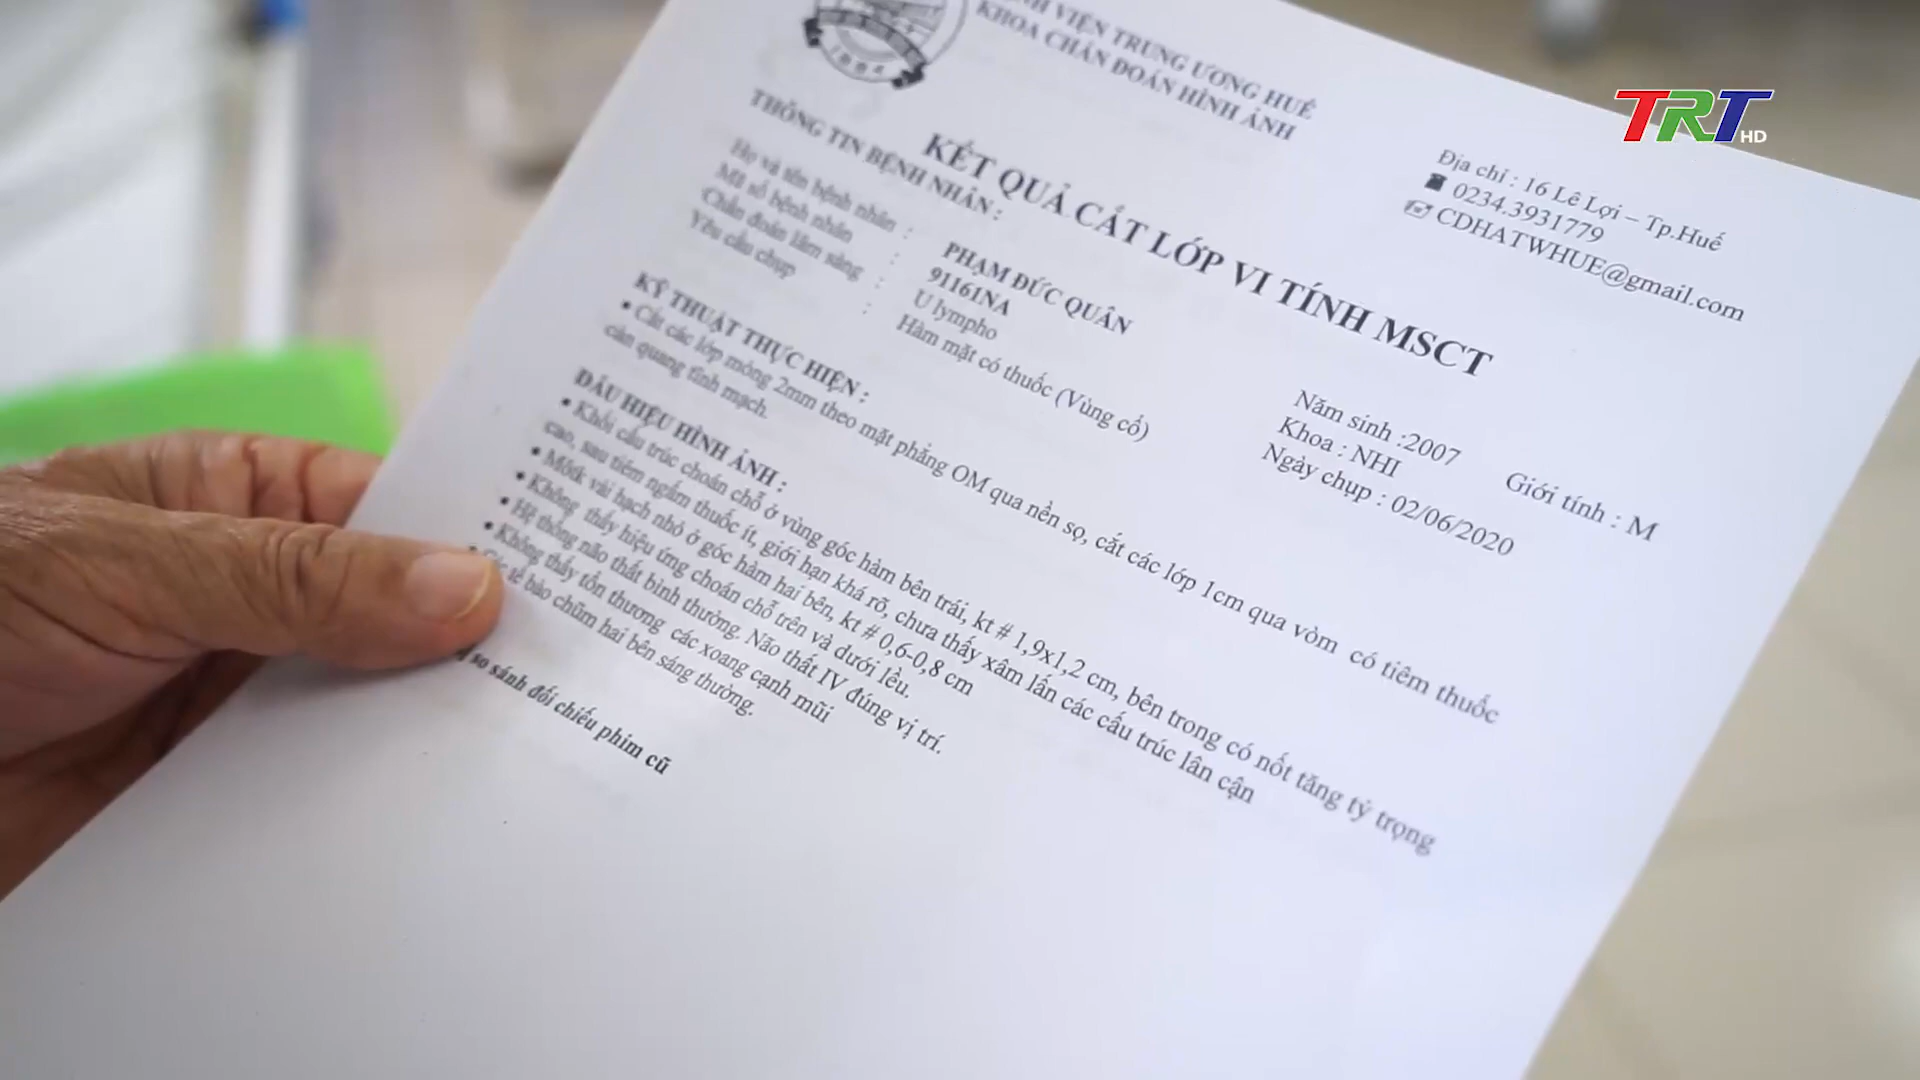 TRT HD
1894
BỆNH VIỆN TRUNG ƯƠNG HUẾ
KHOA CHẨN ĐOÁN HÌNH ẢNH
Địa chỉ : 16 Lê Lợi – Tp.Huế
0234.3931779
CDHATWHUE@gmail.com
KẾT QUẢ CẮT LỚP VI TÍNH MSCT
THÔNG TIN BỆNH NHÂN :
Họ và tên bệnh nhân : PHẠM ĐỨC QUÂN Năm sinh :2007 Giới tính : M
Mã số bệnh nhân : 91161NA Khoa : NHI
Chẩn đoán lâm sàng : U lympho Ngày chụp : 02/06/2020
Yêu cầu chụp : Hàm mặt có thuốc (Vùng cổ)
KỸ THUẬT THỰC HIỆN :
• Cắt các lớp mỏng 2mm theo mặt phẳng OM qua nền sọ, cắt các lớp 1cm qua vòm có tiêm thuốc
cản quang tĩnh mạch.
DẤU HIỆU HÌNH ẢNH :
• Khối cấu trúc choán chỗ ở vùng góc hàm bên trái, kt # 1,9x1,2 cm, bên trong có nốt tăng tỷ trọng
cao, sau tiêm ngấm thuốc ít, giới hạn khá rõ, chưa thấy xâm lấn các cấu trúc lân cận
• Môtk vài hạch nhỏ ở góc hàm hai bên, kt # 0,6-0,8 cm
• Không thấy hiệu ứng choán chỗ trên và dưới lều.
• Hệ thống não thất bình thường. Não thất IV đúng vị trí.
• Không thấy tổn thương các xoang cạnh mũi
tế bào chũm hai bên sáng thường.
so sánh đối chiếu phim cũ